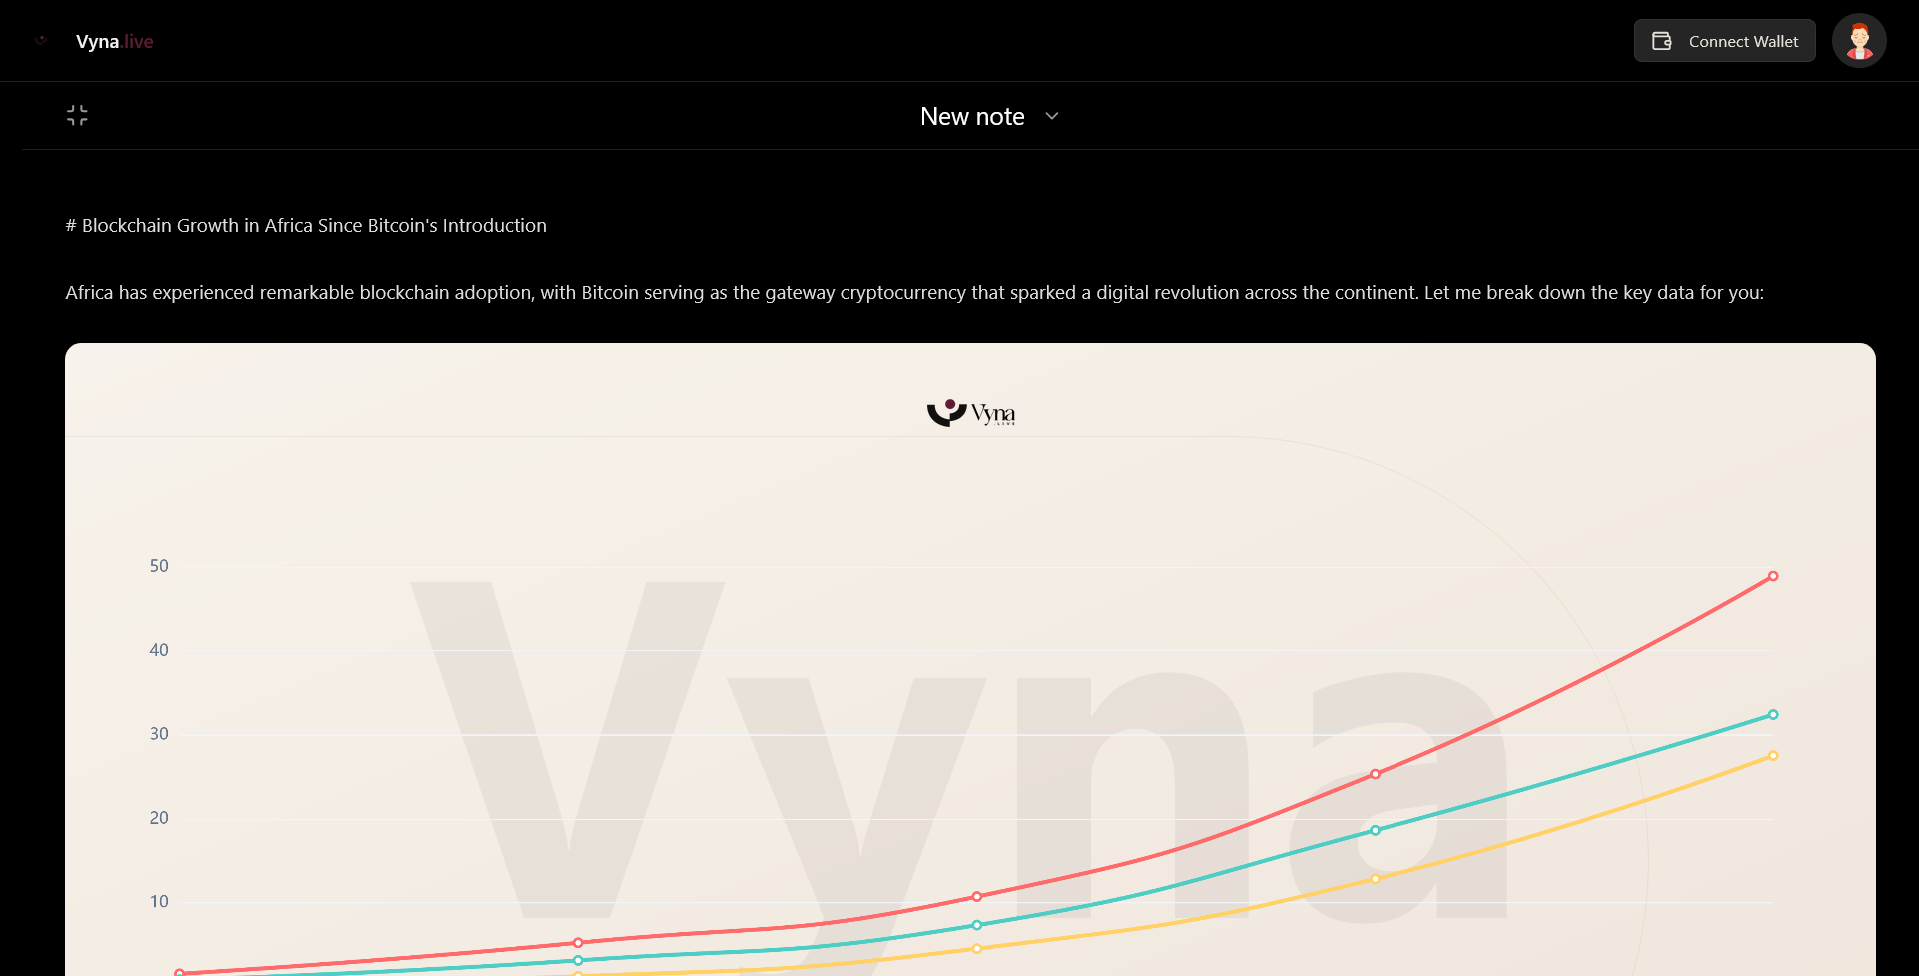 Vyna.live
Connect Wallet
New note
# Blockchain Growth in Africa Since Bitcoin's Introduction
Africa has experienced remarkable blockchain adoption, with Bitcoin serving as the gateway cryptocurrency that sparked a digital revolution across the continent. Let me break down the key data for you:
Vyna
.LIVE
50
40
30
20
10
Vyna